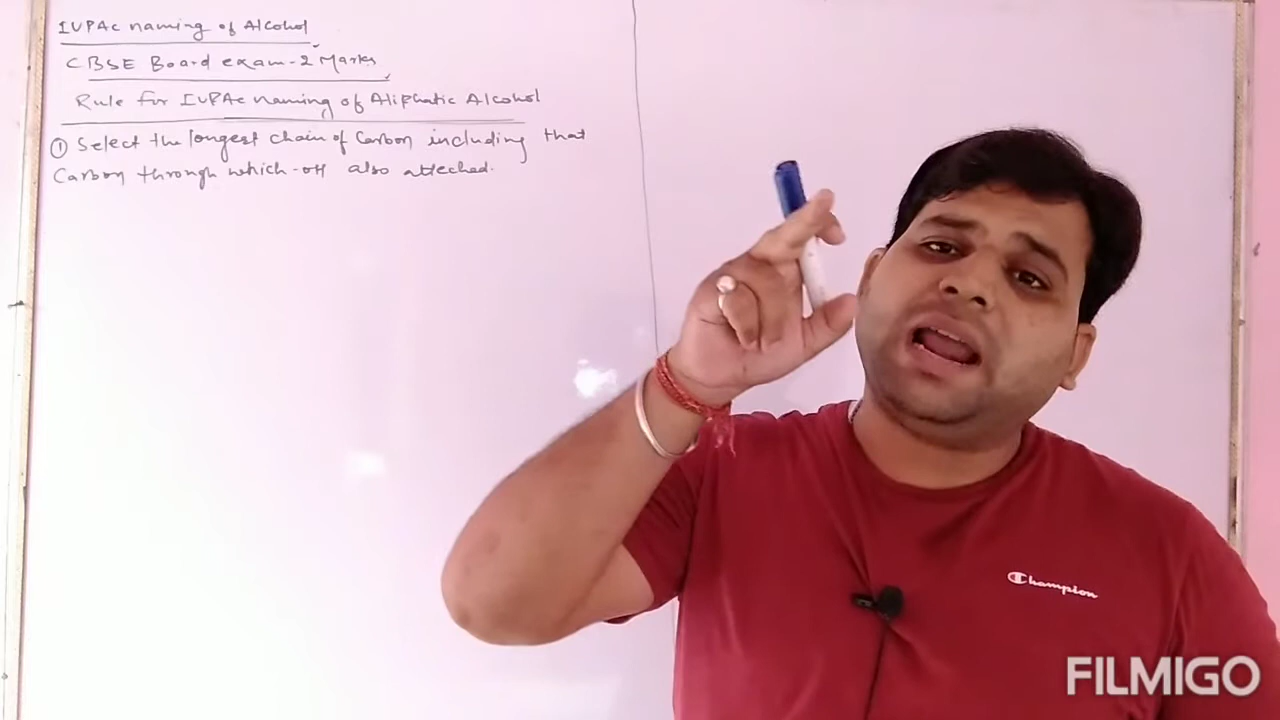 IUPAC naming of Alcohol
CBSE Board exam - 2 Marks
Rule for IUPAC naming of Aliphatic Alcohol
① Select the longest chain of Carbon including that
Carbon through which -OH also atteched.
Champion
FILMIGO